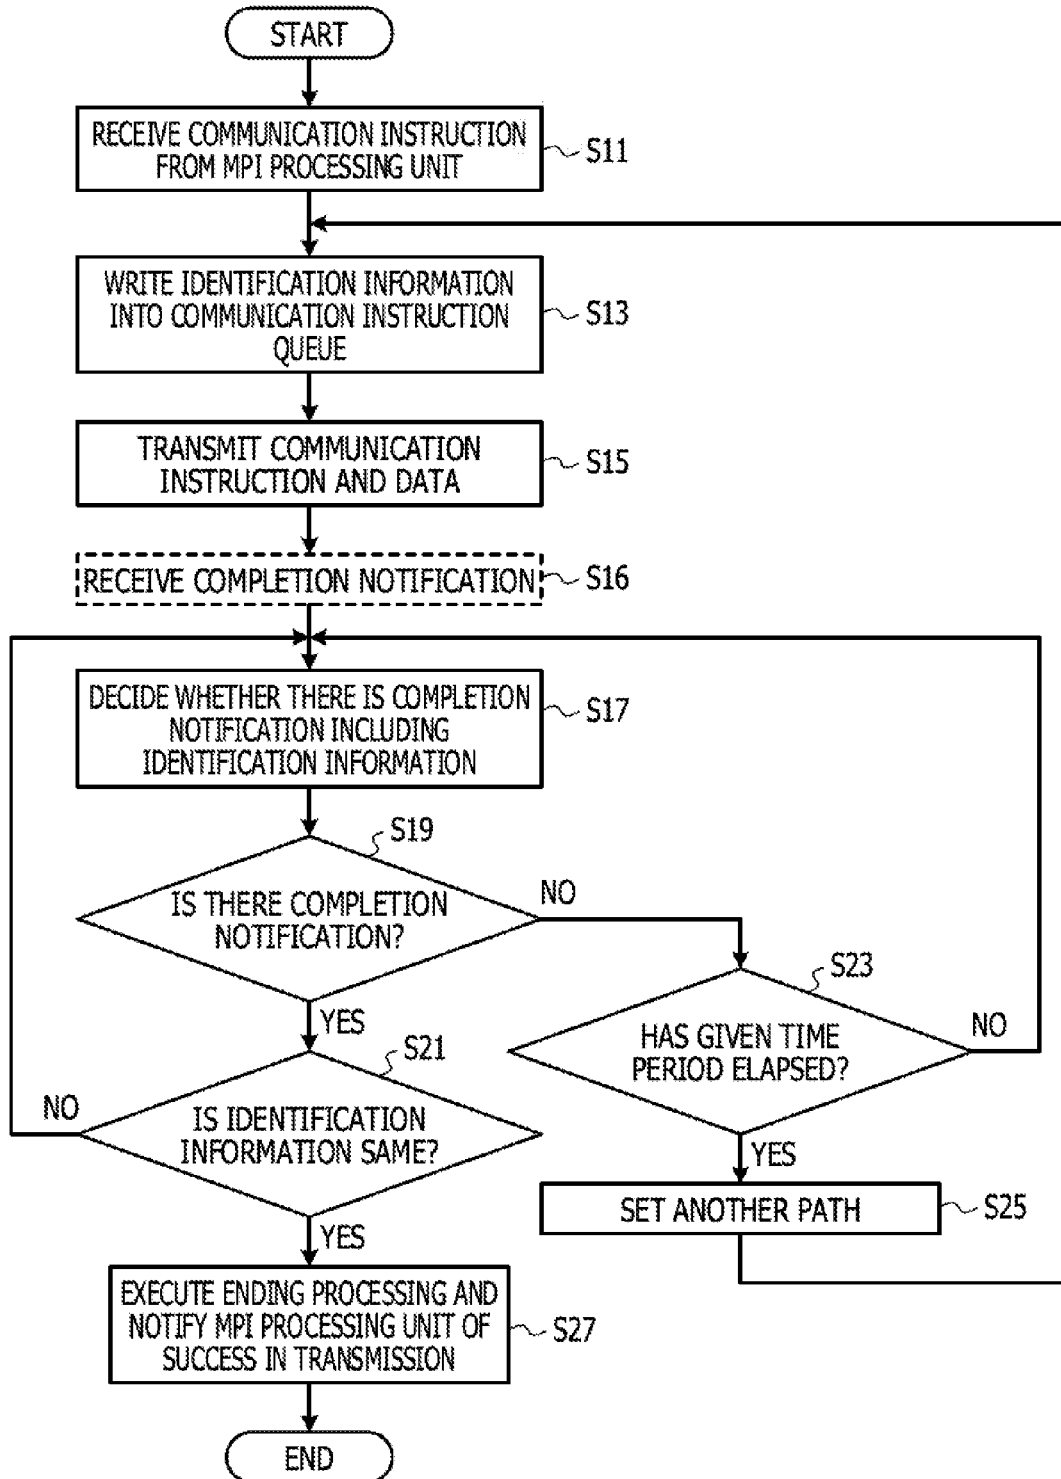 START
RECEIVE COMMUNICATION INSTRUCTION
FROM MPI PROCESSING UNIT
S11
WRITE IDENTIFICATION INFORMATION
INTO COMMUNICATION INSTRUCTION
QUEUE
S13
TRANSMIT COMMUNICATION
INSTRUCTION AND DATA
S15
RECEIVE COMPLETION NOTIFICATION
S16
DECIDE WHETHER THERE IS COMPLETION
NOTIFICATION INCLUDING
IDENTIFICATION INFORMATION
S17
S19
IS THERE COMPLETION
NOTIFICATION?
NO
YES
S23
HAS GIVEN TIME
PERIOD ELAPSED?
NO
YES
S21
IS IDENTIFICATION
INFORMATION SAME?
NO
YES
SET ANOTHER PATH
S25
EXECUTE ENDING PROCESSING AND
NOTIFY MPI PROCESSING UNIT OF
SUCCESS IN TRANSMISSION
S27
END